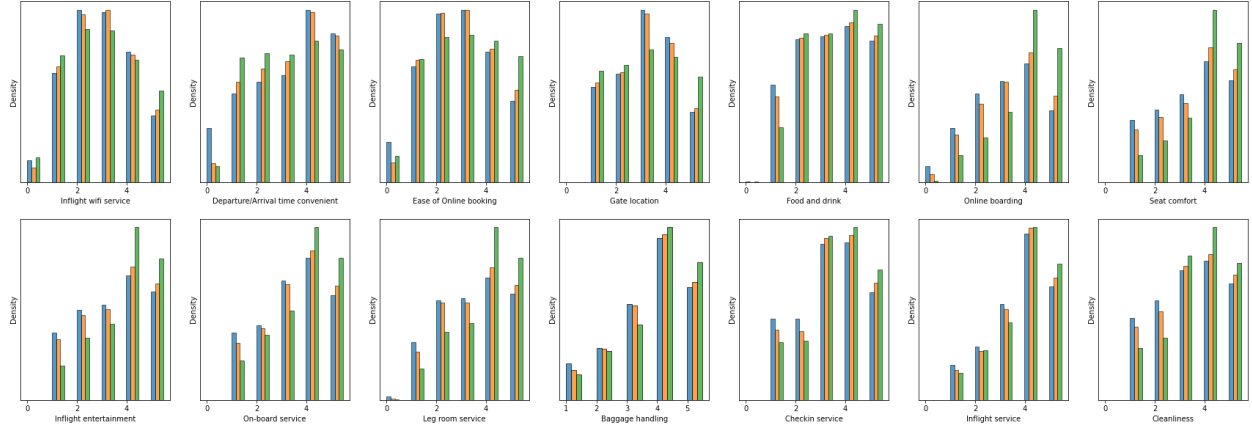 Density
0 2 4
Inflight wifi service
Density
0 2 4
Departure/Arrival time convenient
Density
0 2 4
Ease of Online booking
Density
0 2 4
Gate location
Density
0 2 4
Food and drink
Density
0 2 4
Online boarding
Density
0 2 4
Seat comfort
Density
0 2 4
Inflight entertainment
Density
0 2 4
On-board service
Density
0 2 4
Leg room service
Density
1 2 3 4 5
Baggage handling
Density
0 2 4
Checkin service
Density
0 2 4
Inflight service
Density
0 2 4
Cleanliness